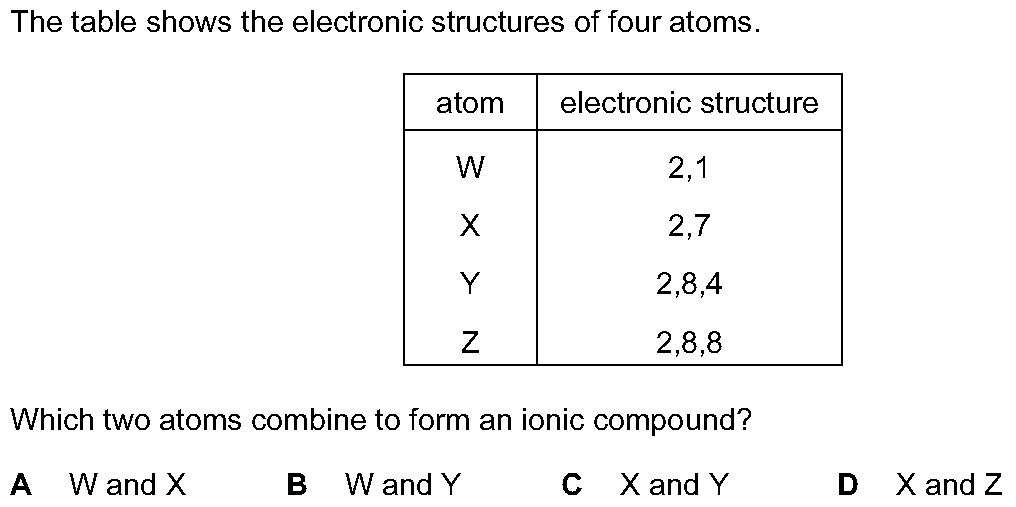 The table shows the electronic structures of four atoms.
atom electronic structure
W 2,1
X 2,7
Y 2,8,4
Z 2,8,8
Which two atoms combine to form an ionic compound?
A W and X B W and Y C X and Y D X and Z